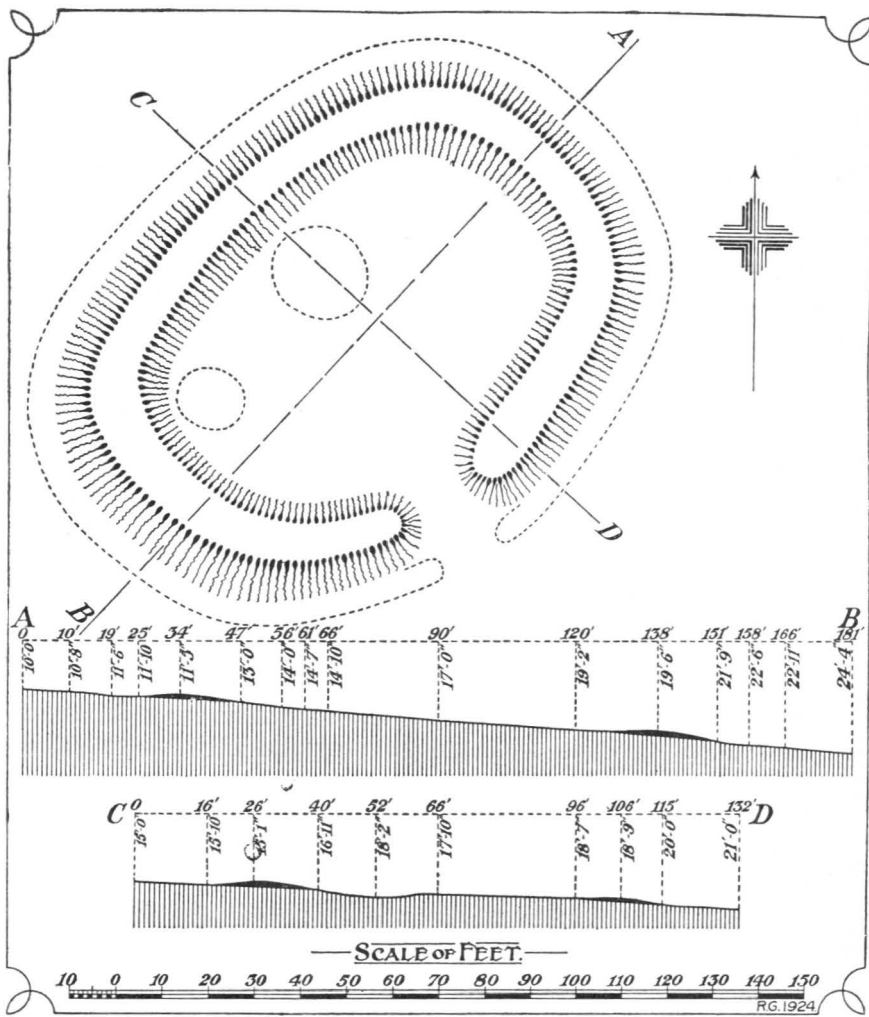 A
C
D
B
A B
0 10′ 19′ 25′ 34′ 47′ 56′ 61′ 66′ 90′ 120′ 138′ 151′ 158′ 166′ 181′
10′·0″ 10′·8″ 11′·6″ 11′·10″ 11′·3″ 13′·0″ 14′·0″ 14′·7″ 14′·10″ 17′·0″ 19′·2″ 19′·6″ 21′·9″ 22′·6″ 22′·11″ 24′·4″
C 0 16′ 26′ 40′ 52′ 66′ 96′ 106′ 115′ 132′ D
15′·0″ 15′·10″ 15′·1″ 16′·11″ 18′·2″ 17′·10″ 18′·7″ 18′·9″ 20′·0″ 21′·0″
SCALE OF FEET.
10 0 10 20 30 40 50 60 70 80 90 100 110 120 130 140 150
R.G. 1924